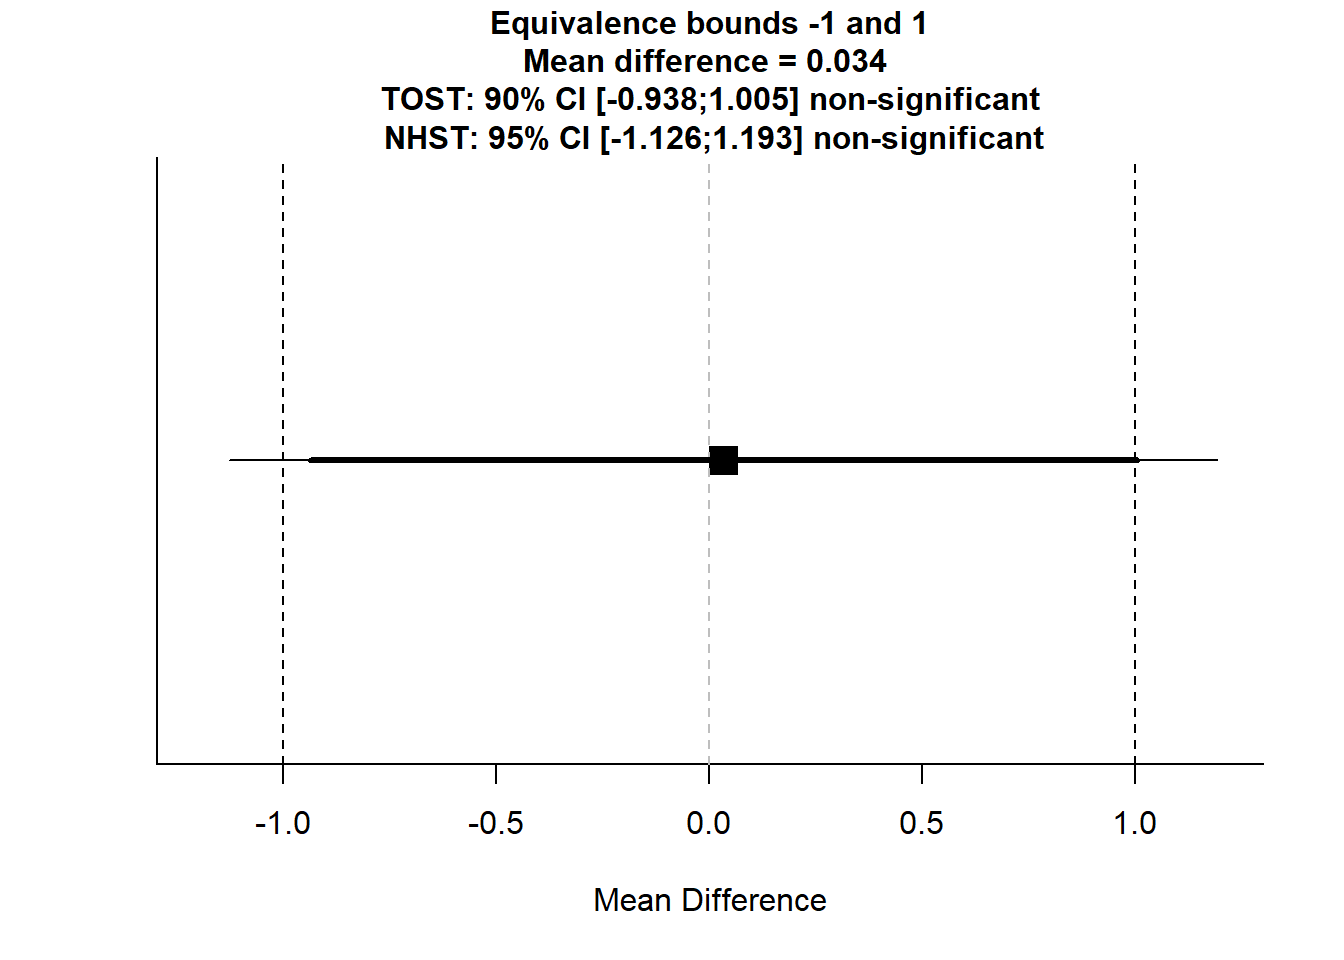 Equivalence bounds -1 and 1
Mean difference = 0.034
TOST: 90% CI [-0.938;1.005] non-significant
NHST: 95% CI [-1.126;1.193] non-significant
-1.0 -0.5 0.0 0.5 1.0
Mean Difference